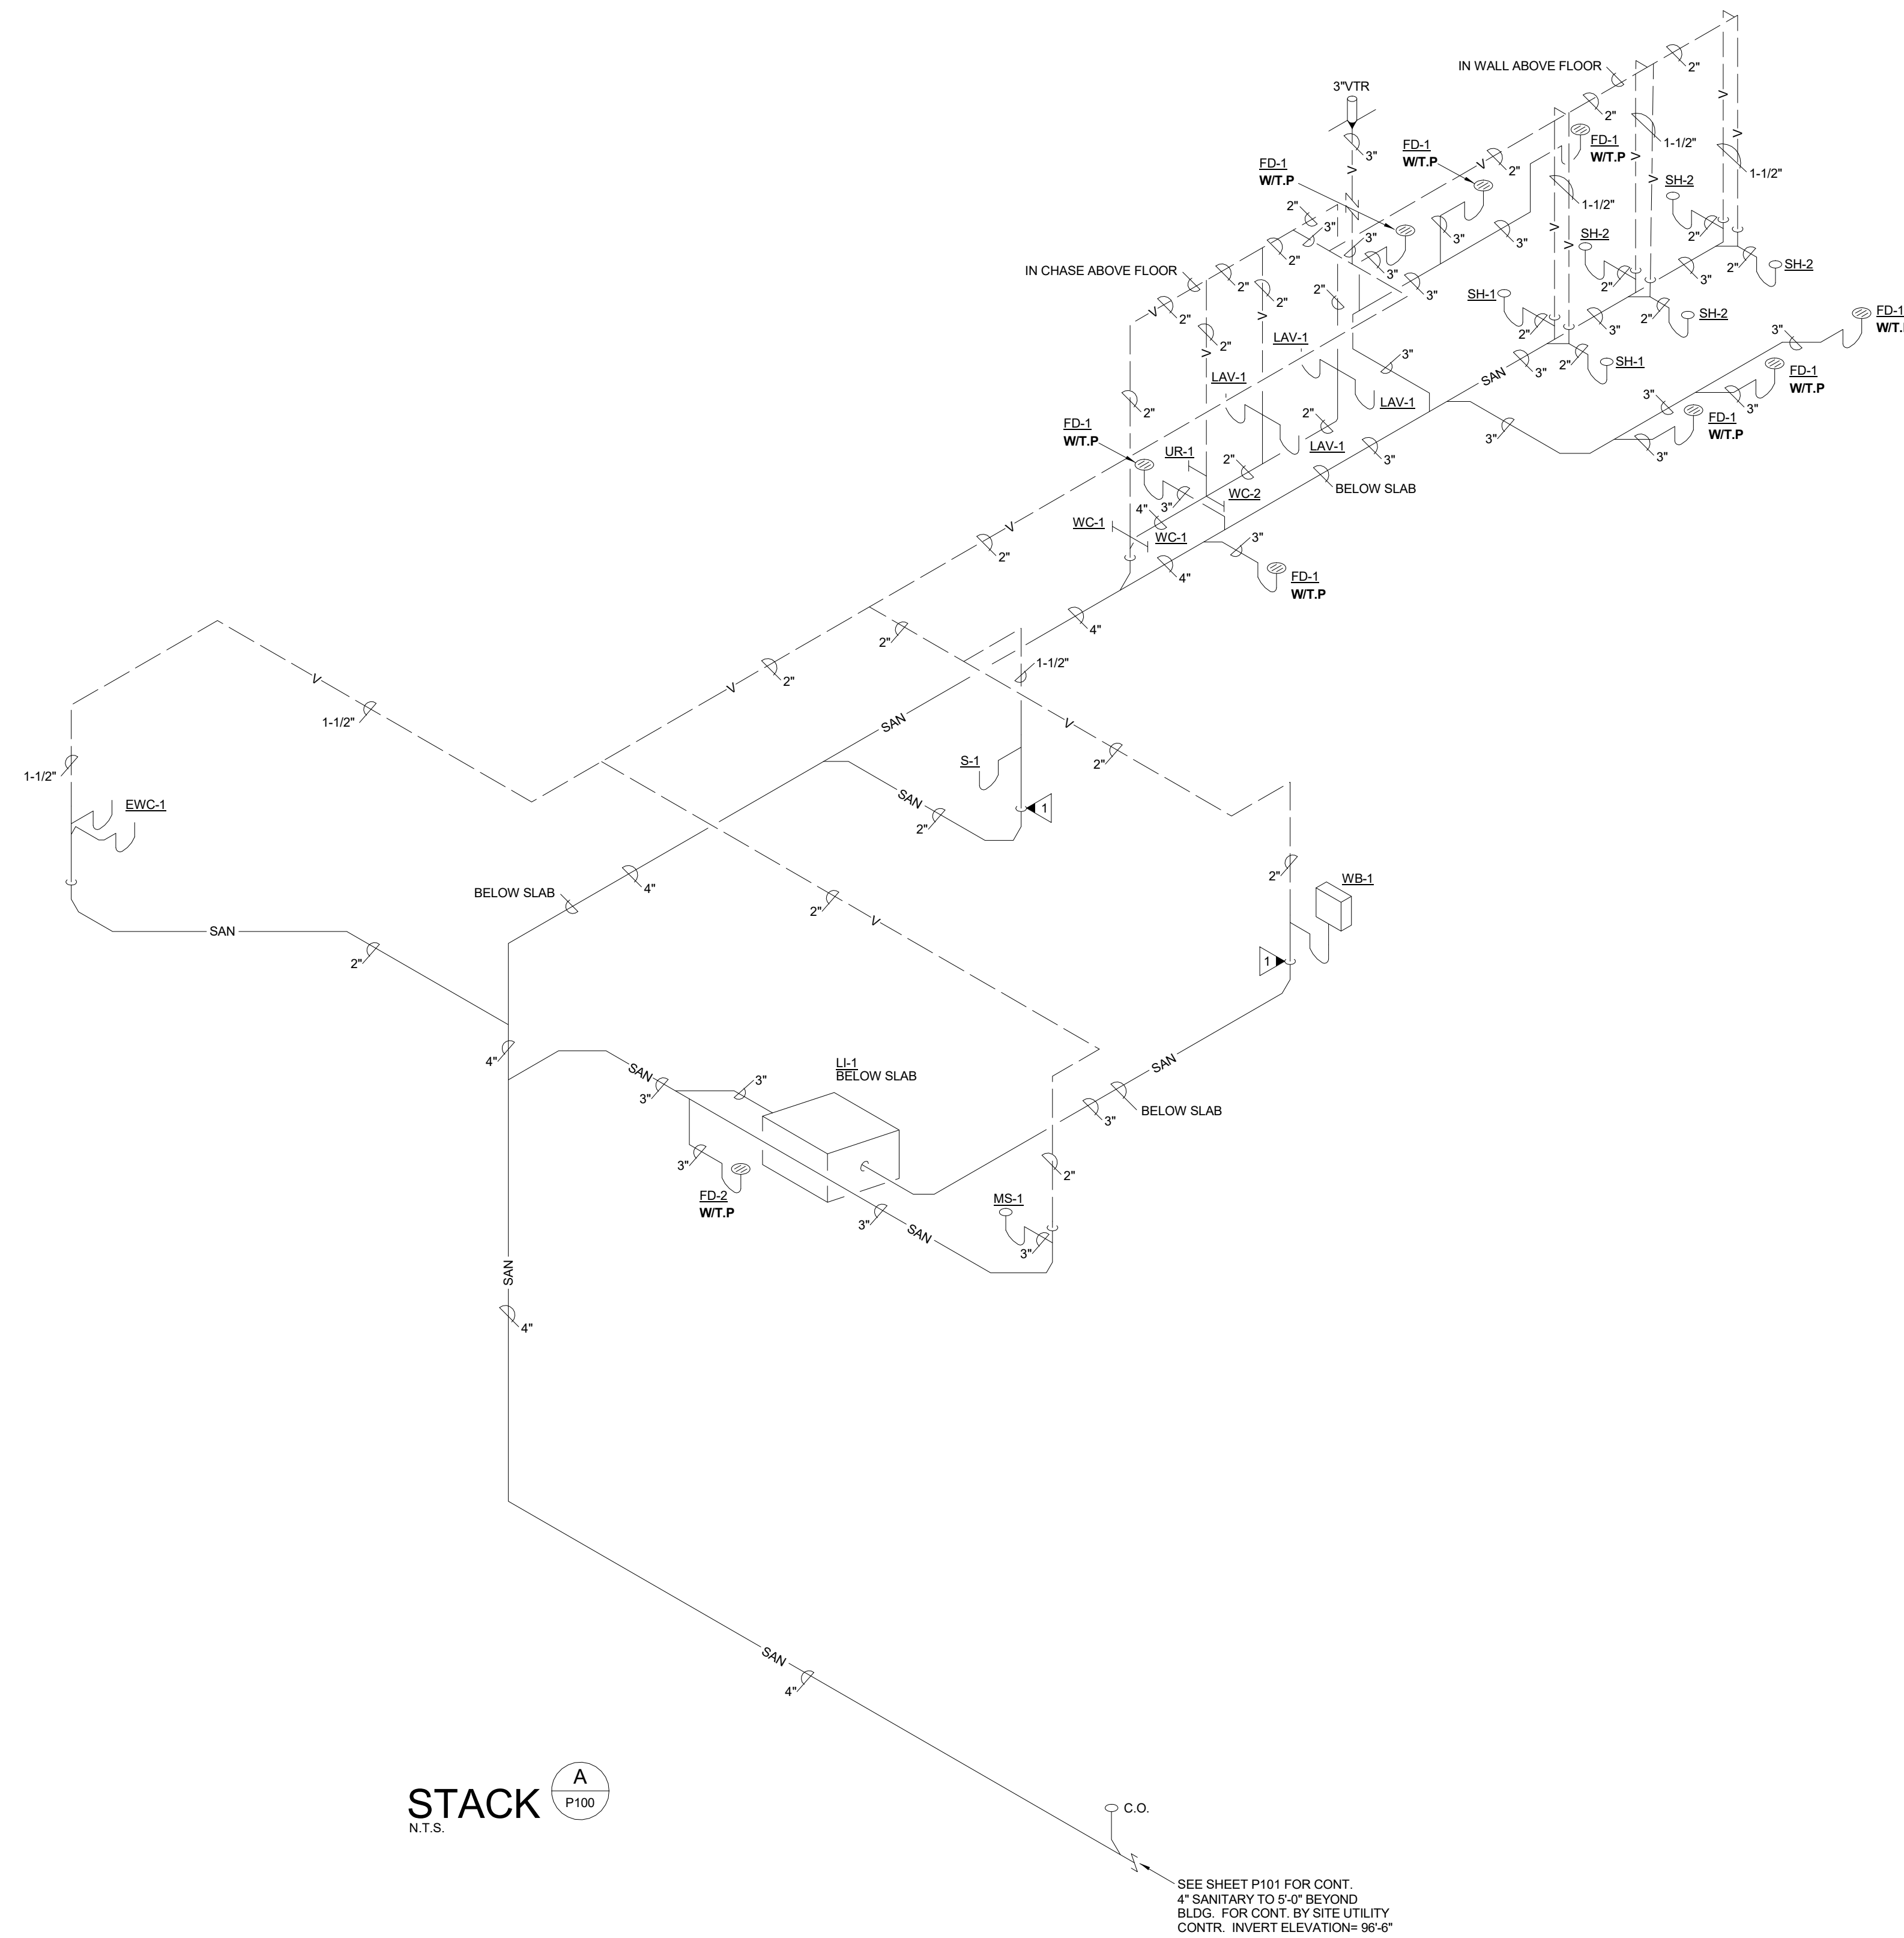 IN WALL ABOVE FLOOR
2"
3"VTR
2"
3"
FD-1
W/T.P
V
1-1/2"
V
V
FD-1
W/T.P
V
1-1/2"
FD-1
W/T.P
V
2"
V
V
SH-2
1-1/2"
2"
3"
3"
3"
3"
2"
V
V
SH-2
2"
IN CHASE ABOVE FLOOR
2"
3"
SH-2
2"
2"
2"
3"
SH-1
2"
3"
2"
SH-2
V
2"
2"
V
LAV-1
3"
2"
3"
SH-1
FD-1
W/T.
3"
LAV-1
SAN
3"
2"
FD-1
W/T.P
2"
LAV-1
3"
3"
FD-1
W/T.P
FD-1
W/T.P
2"
LAV-1
3"
3"
3"
UR-1
2"
BELOW SLAB
WC-2
3"
4"
WC-1
WC-1
V
2"
3"
4"
FD-1
W/T.P
4"
2"
1-1/2"
V
V
2"
1-1/2"
SAN
V
2"
S-1
1-1/2"
EWC-1
SAN
2"
1
2"
WB-1
BELOW SLAB
4"
2"
V
SAN
2"
1
4"
LI-1
BELOW SLAB
SAN
SAN
3"
3"
3"
BELOW SLAB
3"
FD-2
W/T.P
2"
MS-1
3"
SAN
3"
SAN
4"
SAN
4"
STACK
A
P100
N.T.S.
C.O.
SEE SHEET P101 FOR CONT.
4" SANITARY TO 5'-0" BEYOND
BLDG. FOR CONT. BY SITE UTILITY
CONTR. INVERT ELEVATION= 96'-6"